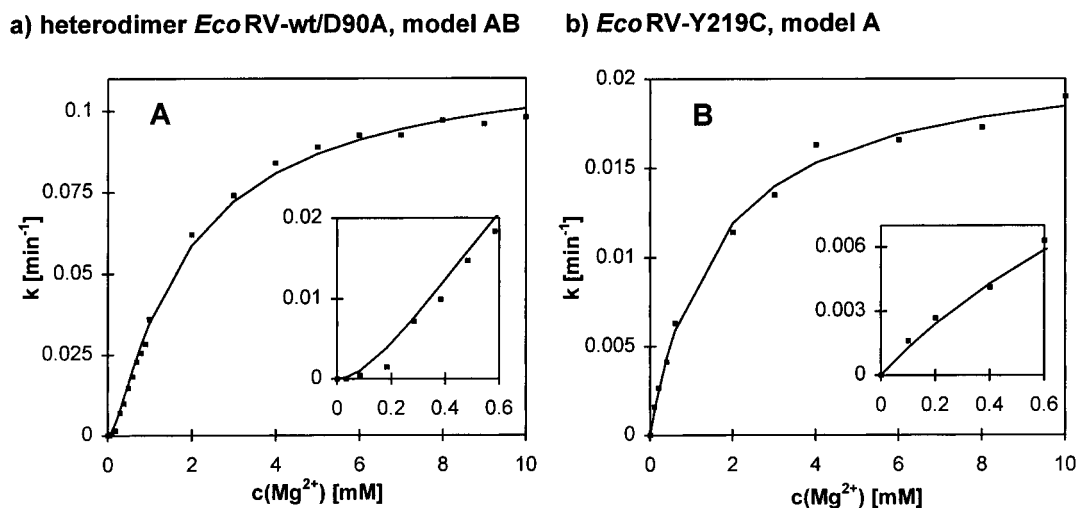 a) heterodimer EcoRV-wt/D90A, model AB
b) EcoRV-Y219C, model A
A
0.1
0.075
0.05
0.025
0
k [min⁻¹]
0 2 4 6 8 10
c(Mg²⁺) [mM]
0.02
0.01
0
0 0.2 0.4 0.6
B
0.02
0.015
0.01
0.005
0
k [min⁻¹]
0 2 4 6 8 10
c(Mg²⁺) [mM]
0.006
0.003
0
0 0.2 0.4 0.6